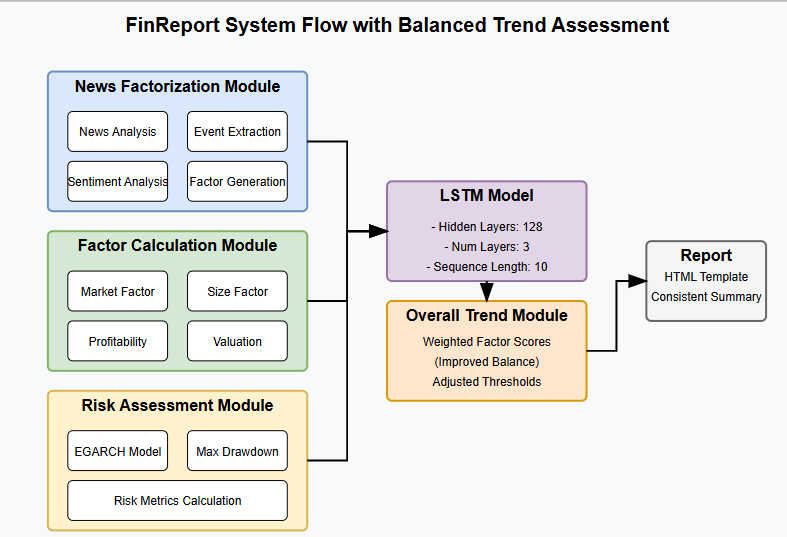 FinReport System Flow with Balanced Trend Assessment
News Factorization Module
News Analysis
Event Extraction
Sentiment Analysis
Factor Generation
Factor Calculation Module
Market Factor
Size Factor
Profitability
Valuation
Risk Assessment Module
EGARCH Model
Max Drawdown
Risk Metrics Calculation
LSTM Model
- Hidden Layers: 128
- Num Layers: 3
- Sequence Length: 10
Overall Trend Module
Weighted Factor Scores
(Improved Balance)
Adjusted Thresholds
Report
HTML Template
Consistent Summary